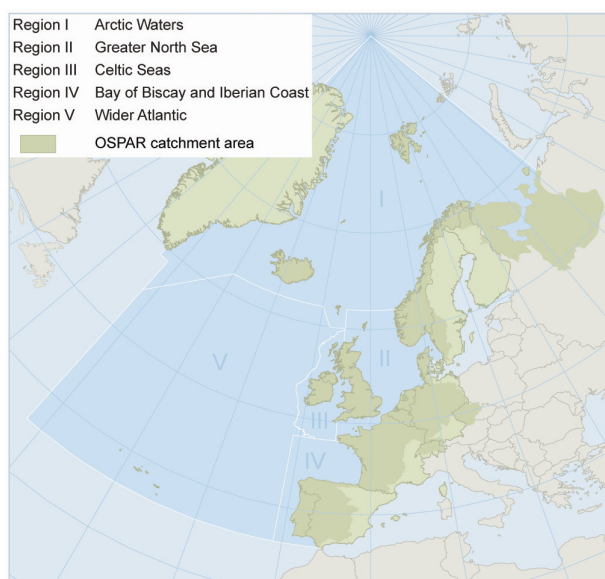 Region I Arctic Waters
Region II Greater North Sea
Region III Celtic Seas
Region IV Bay of Biscay and Iberian Coast
Region V Wider Atlantic
OSPAR catchment area
I
II
V
III
IV